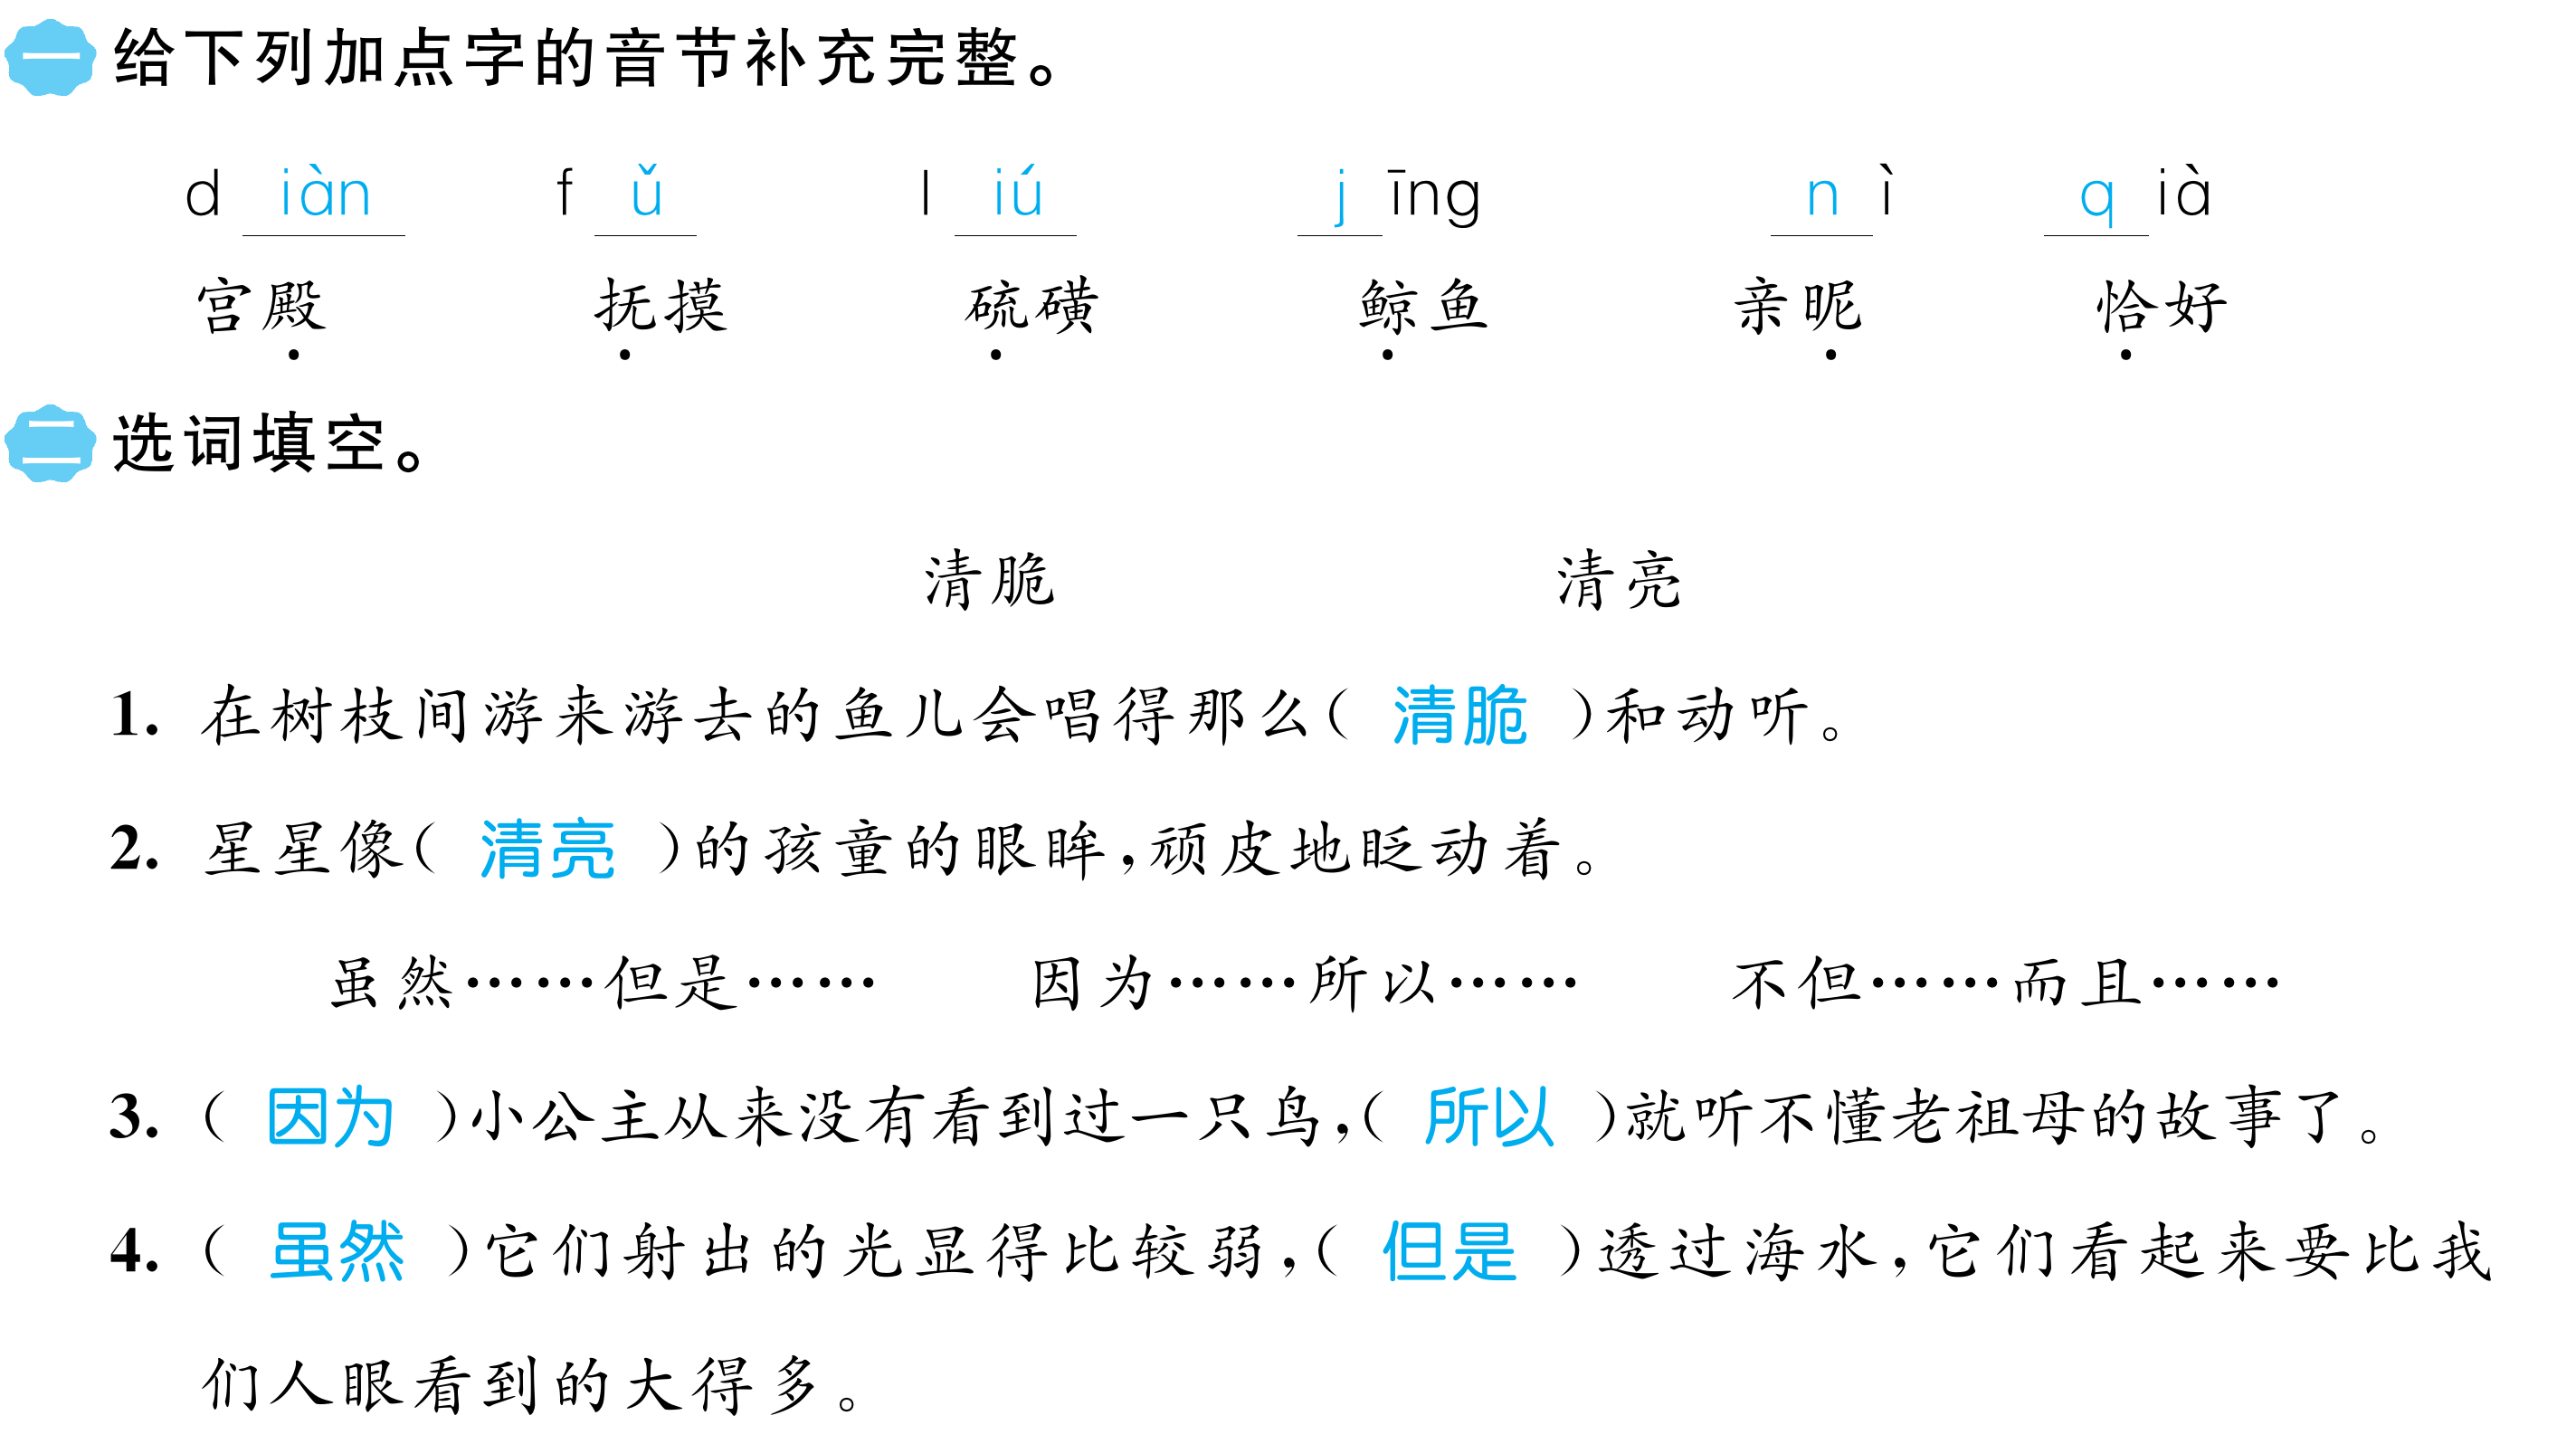 一 给下列加点字的音节补充完整。
d iàn f ǔ l iú j īng n ì q ià
宫殿 抚摸 硫磺 鲸鱼 亲昵 恰好
二 选词填空。
清脆 清亮
1. 在树枝间游来游去的鱼儿会唱得那么( 清脆 )和动听。
2. 星星像( 清亮 )的孩童的眼眸,顽皮地眨动着。
虽然……但是…… 因为……所以…… 不但……而且……
3. ( 因为 )小公主从来没有看到过一只鸟,( 所以 )就听不懂老祖母的故事了。
4. ( 虽然 )它们射出的光显得比较弱,( 但是 )透过海水,它们看起来要比我
们人眼看到的大得多。